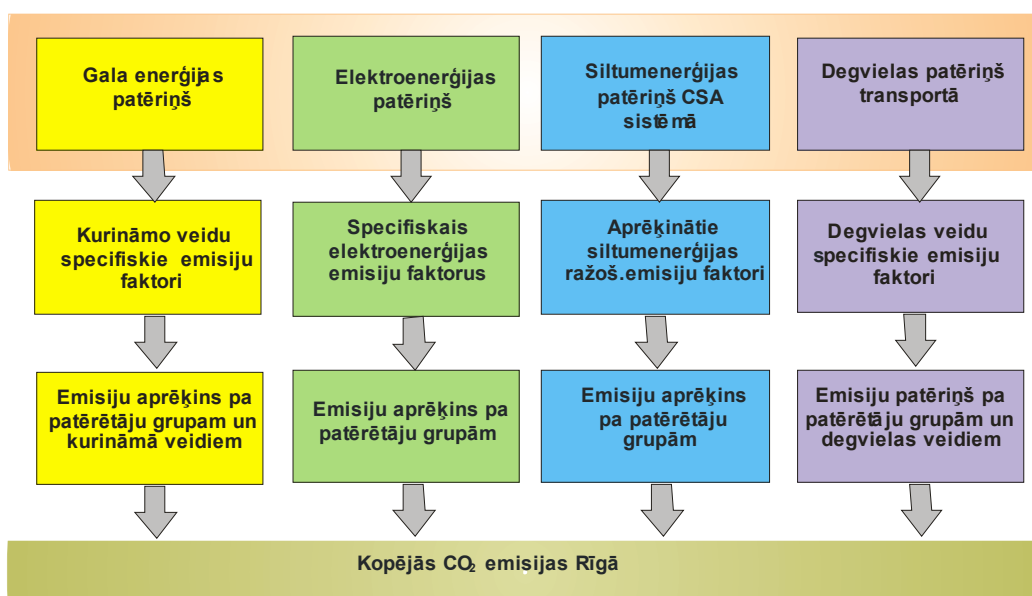 Gala enerģijas
patēriņš
Elektroenerģijas
patēriņš
Siltumenerģijas
patēriņš CSA
sistēmā
Degvielas patēriņš
transportā
Kurināmo veidu
specifiskie emisiju
faktori
Specifiskais
elektroenerģijas
emisiju faktorus
Aprēķinātie
siltumenerģijas
ražoš.emisiju faktori
Degvielas veidu
specifiskie emisiju
faktori
Emisiju aprēķins pa
patērētāju grupam un
kurināmā veidiem
Emisiju aprēķins pa
patērētāju grupām
Emisiju aprēķins
pa patērētāju
grupām
Emisiju patēriņš pa
patērētāju grupām un
degvielas veidiem
Kopējās CO₂ emisijas Rīgā